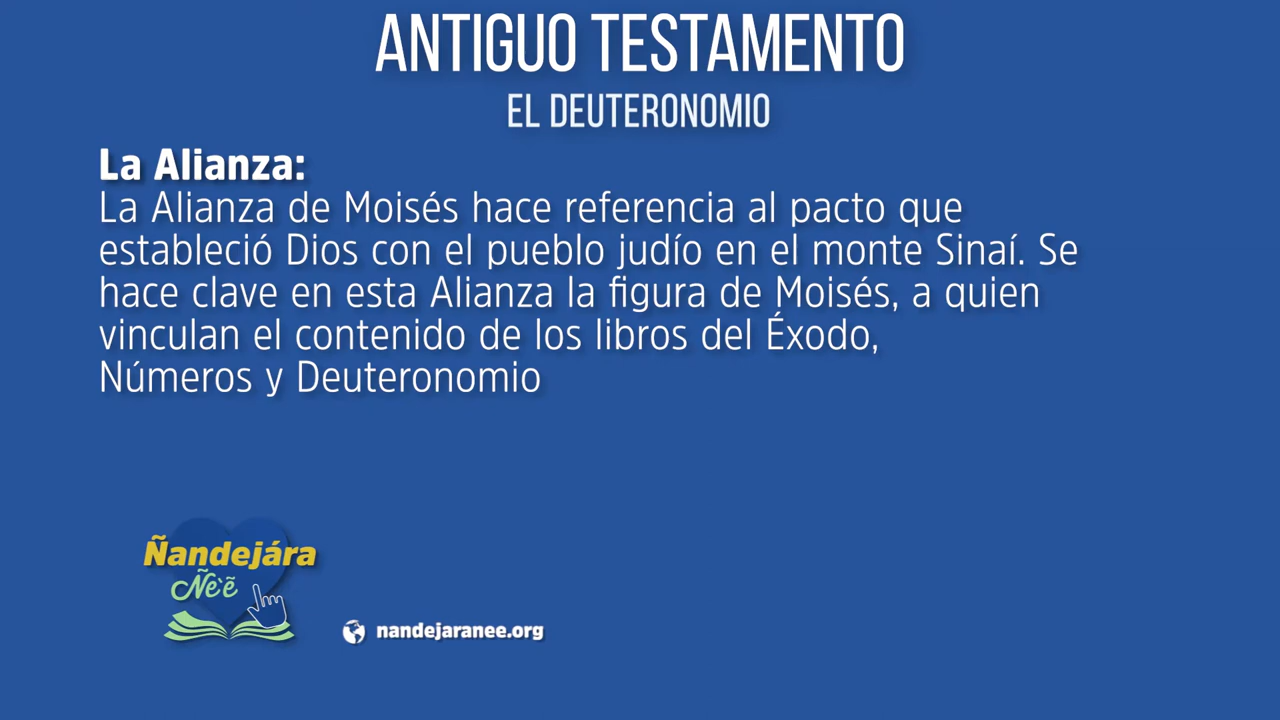 ANTIGUO TESTAMENTO
EL DEUTERONOMIO
La Alianza:
La Alianza de Moisés hace referencia al pacto que
estableció Dios con el pueblo judío en el monte Sinaí. Se
hace clave en esta Alianza la figura de Moisés, a quien
vinculan el contenido de los libros del Éxodo,
Números y Deuteronomio
Ñandejára
Ñe'ẽ
nandejaranee.org